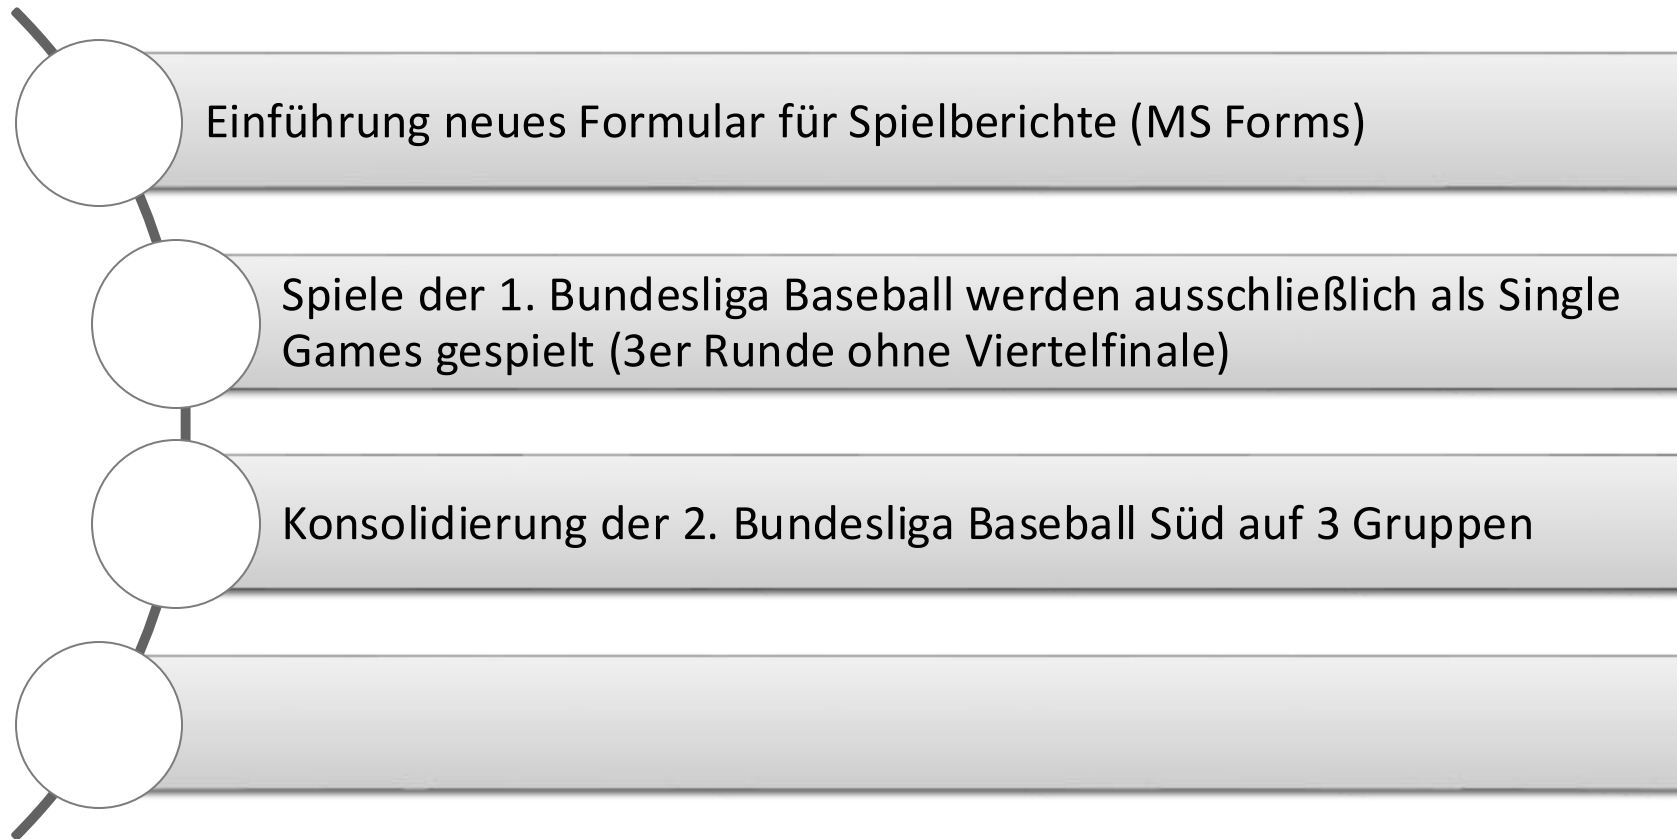 Einführung neues Formular für Spielberichte (MS Forms)
Spiele der 1. Bundesliga Baseball werden ausschließlich als Single
Games gespielt (3er Runde ohne Viertelfinale)
Konsolidierung der 2. Bundesliga Baseball Süd auf 3 Gruppen